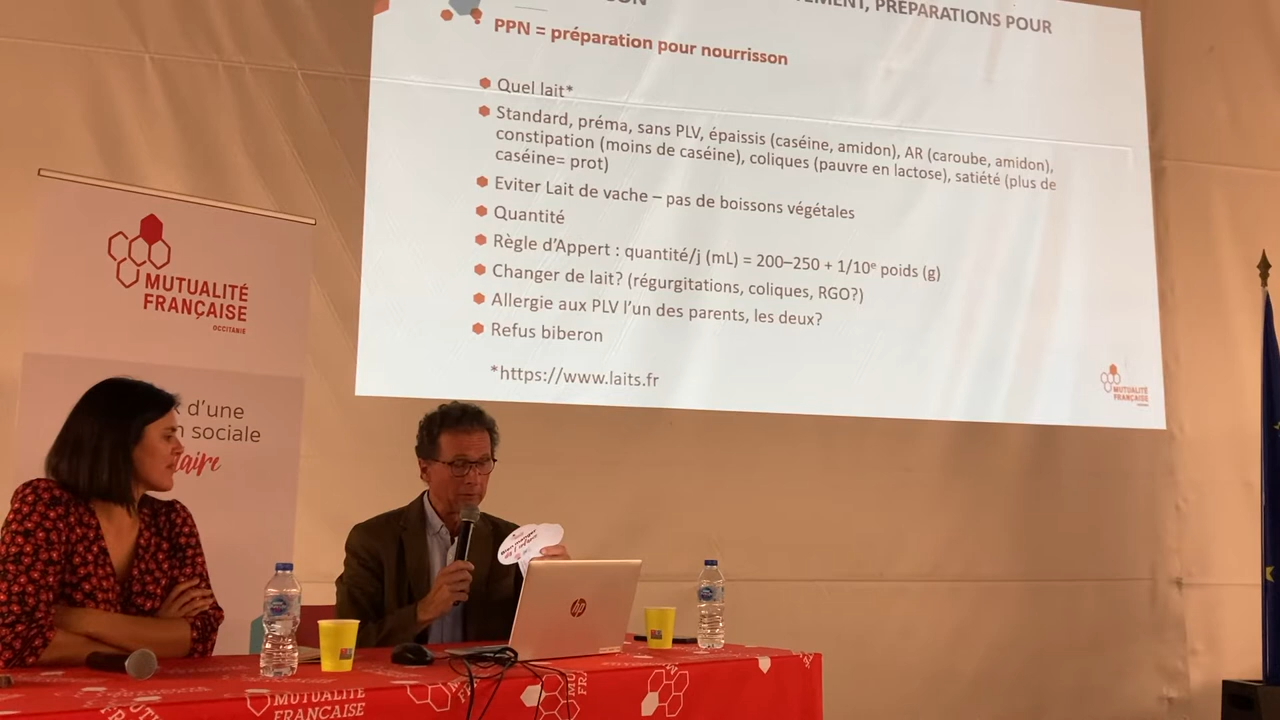 PRÉPARATIONS POUR
PPN = préparation pour nourrisson
Quel lait*
Standard, préma, sans PLV, épaissis (caséine, amidon), AR (caroube, amidon),
constipation (moins de caséine), coliques (pauvre en lactose), satiété (plus de
caséine= prot)
Eviter Lait de vache – pas de boissons végétales
Quantité
Règle d’Appert : quantité/j (mL) = 200–250 + 1/10e poids (g)
Changer de lait? (régurgitations, coliques, RGO?)
Allergie aux PLV l’un des parents, les deux?
Refus biberon
*https://www.laits.fr
MUTUALITÉ
FRANÇAISE
MUTUALITÉ
FRANÇAISE
OCCITANIE
d’une
sociale
hp
MUTUALITÉ
FRANÇAISE